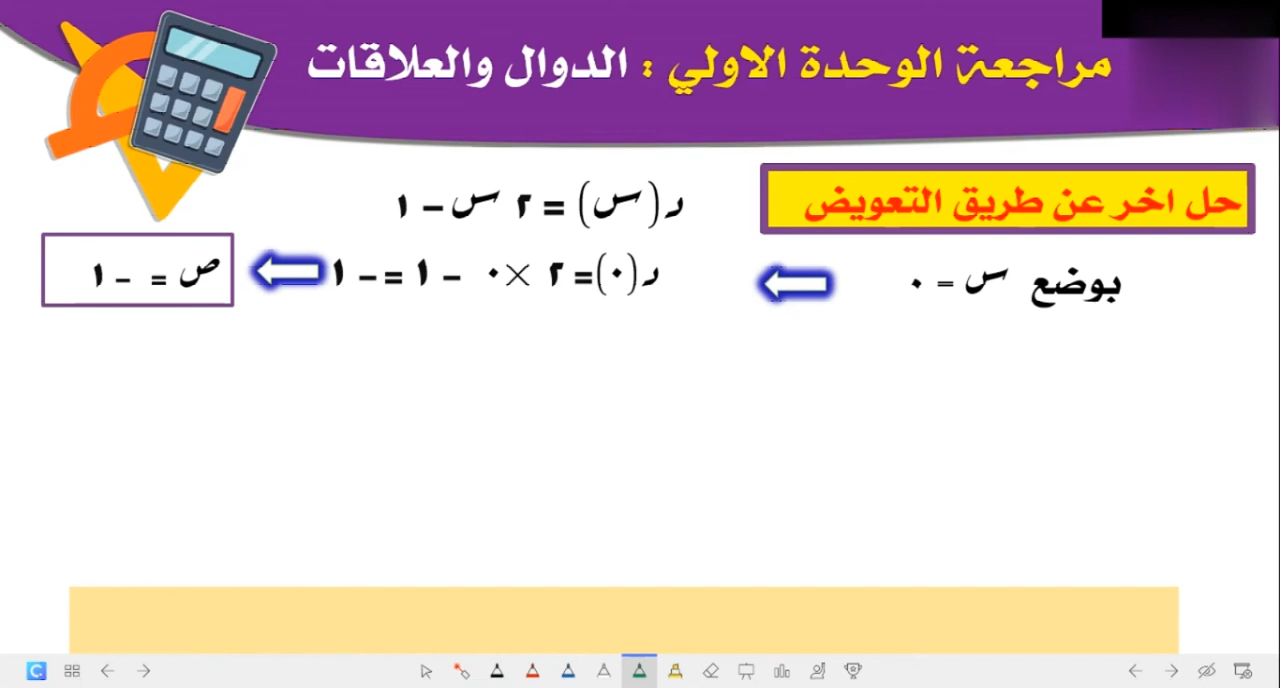 مراجعة الوحدة الاولي : الدوال والعلاقات
حل اخر عن طريق التعويض
د(س) = ٢ س − ١
بوضع س = ٠
د(٠) = ٢ × ٠ − ١ = − ١
ص = − ١